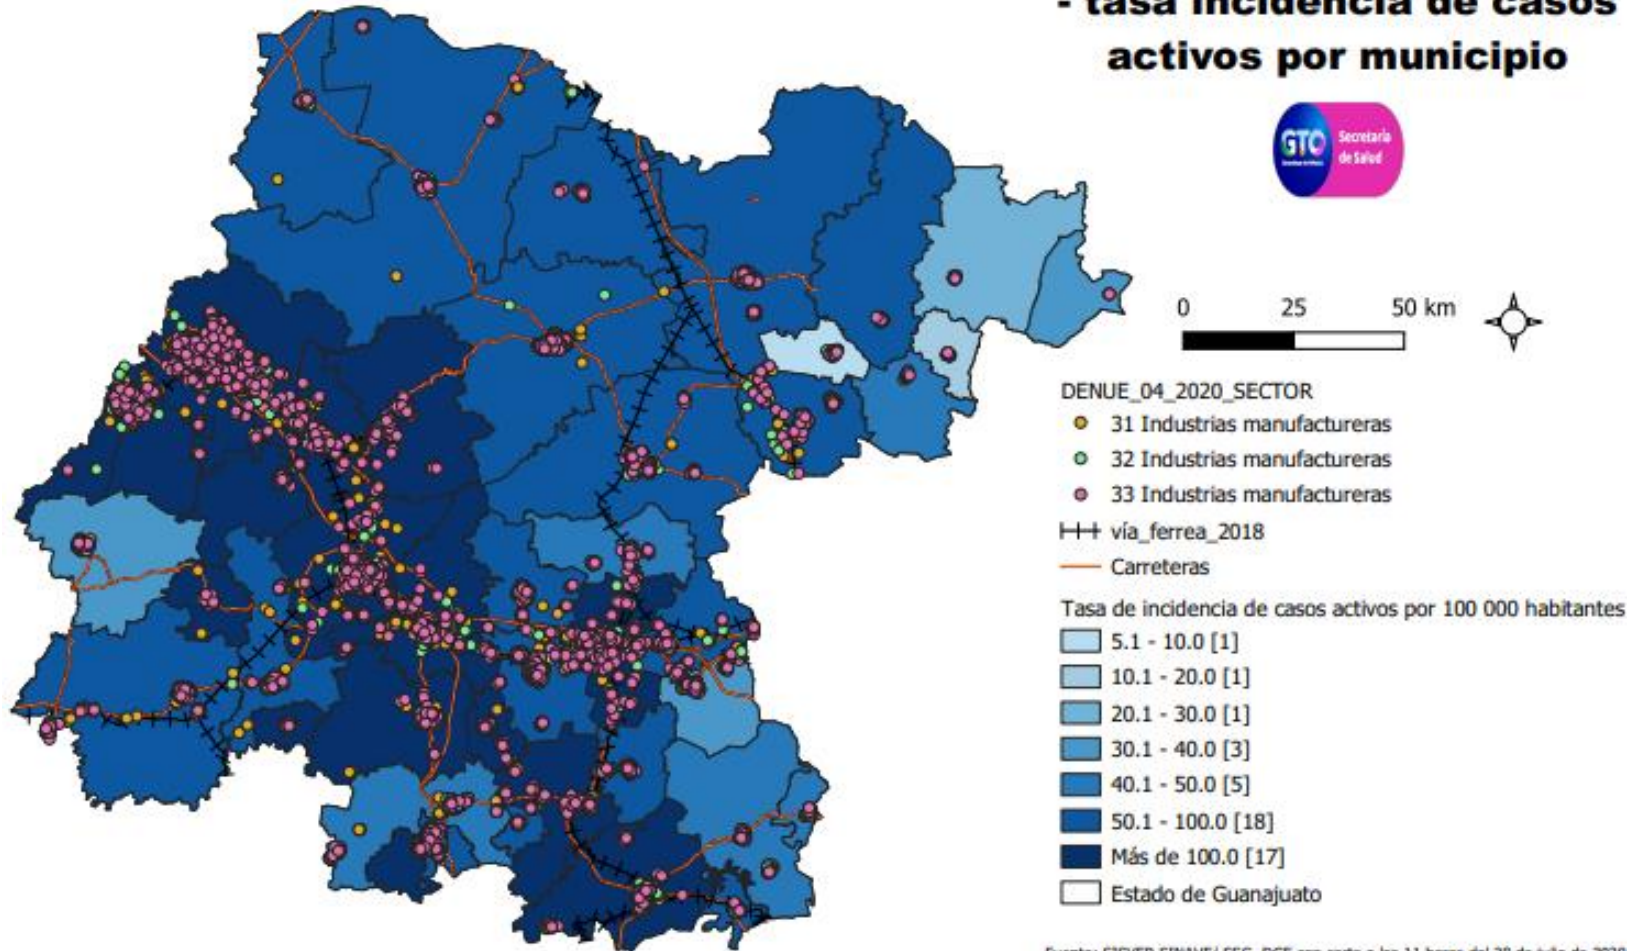 - tasa incidencia de casos
activos por municipio
GTO
Secretaría
de Salud
0 25 50 km
DENUE_04_2020_SECTOR
31 Industrias manufactureras
32 Industrias manufactureras
33 Industrias manufactureras
vía_ferrea_2018
Carreteras
Tasa de incidencia de casos activos por 100 000 habitantes
5.1 - 10.0 [1]
10.1 - 20.0 [1]
20.1 - 30.0 [1]
30.1 - 40.0 [3]
40.1 - 50.0 [5]
50.1 - 100.0 [18]
Más de 100.0 [17]
Estado de Guanajuato